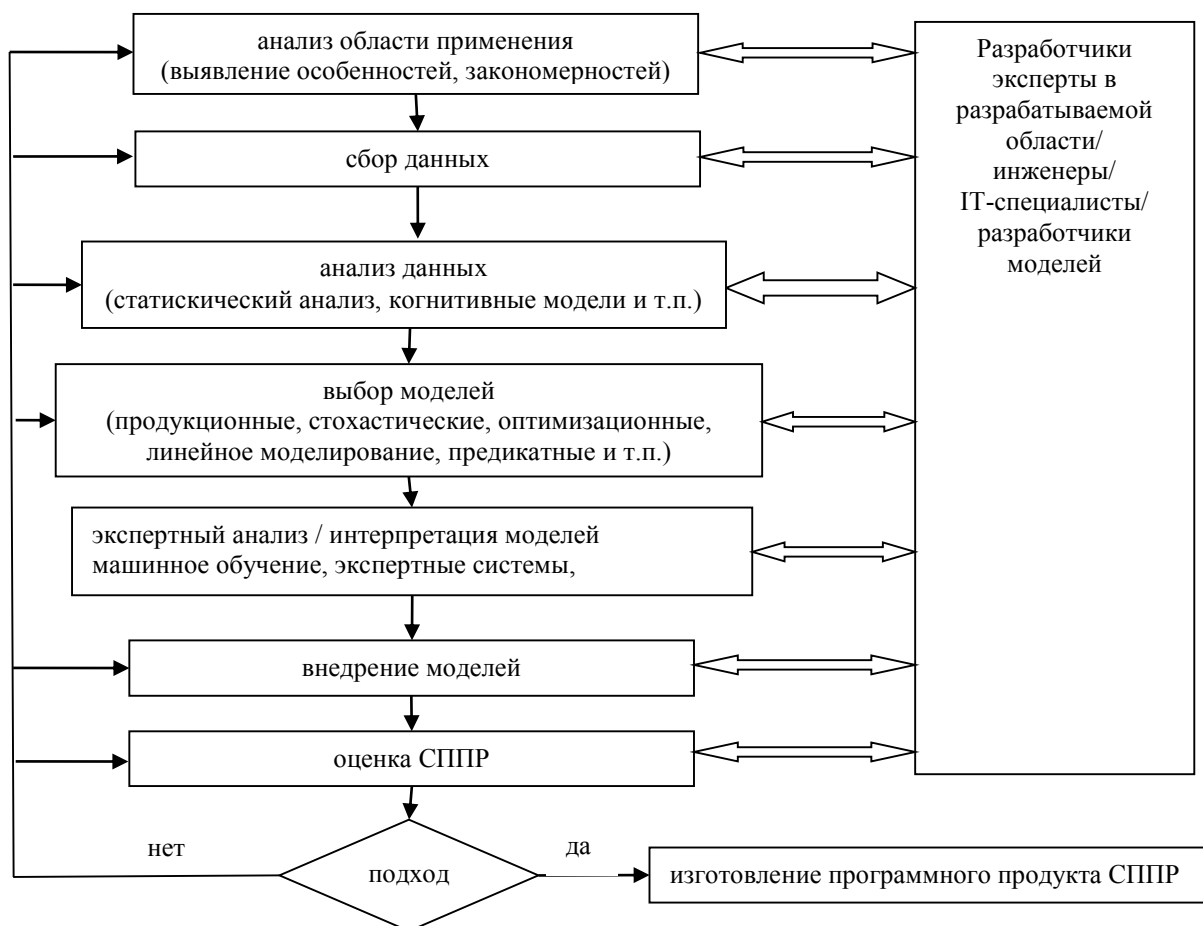 анализ области применения
(выявление особенностей, закономерностей)
сбор данных
анализ данных
(статискический анализ, когнитивные модели и т.п.)
выбор моделей
(продукционные, стохастические, оптимизационные,
линейное моделирование, предикатные и т.п.)
экспертный анализ / интерпретация моделей
машинное обучение, экспертные системы,
внедрение моделей
оценка СППР
нет
подход
да
изготовление программного продукта СППР
Разработчики
эксперты в
разрабатываемой
области/
инженеры/
IT-специалисты/
разработчики
моделей